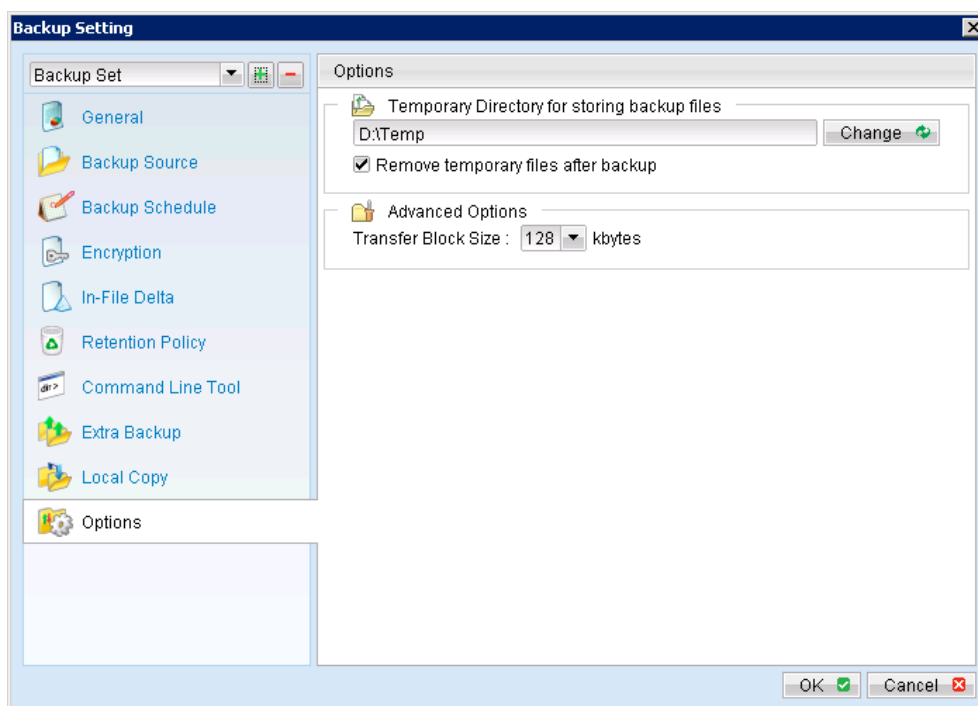 Backup Setting
Backup Set
General
Backup Source
Backup Schedule
Encryption
In-File Delta
Retention Policy
dir >
Command Line Tool
Extra Backup
Local Copy
Options
Options
Temporary Directory for storing backup files
D:\Temp
Change
Remove temporary files after backup
Advanced Options
Transfer Block Size : 128 kbytes
OK
Cancel